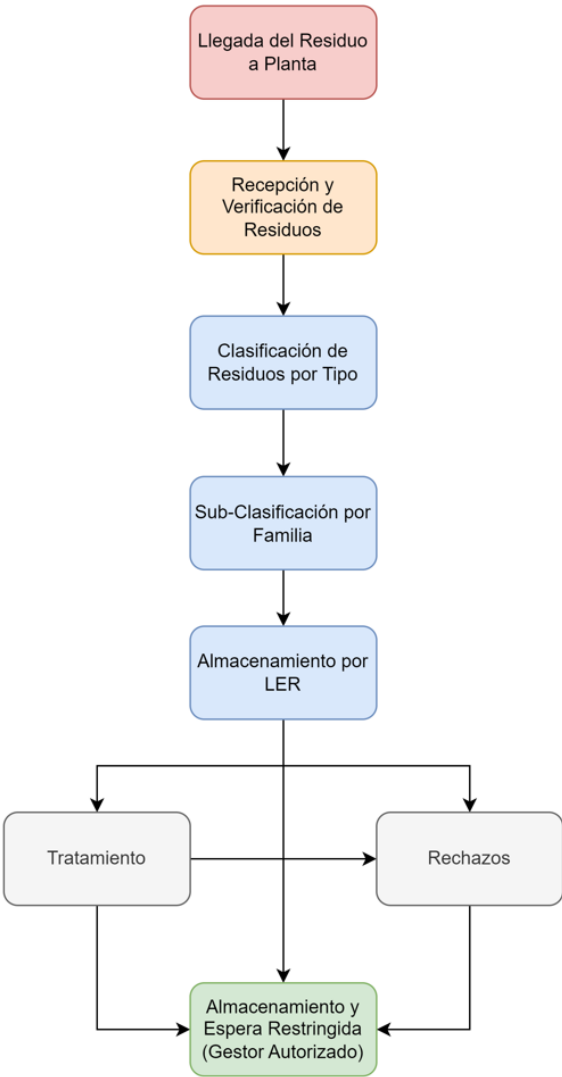 Llegada del Residuo
a Planta
Recepción y
Verificación de
Residuos
Clasificación de
Residuos por Tipo
Sub-Clasificación por
Familia
Almacenamiento por
LER
Tratamiento
Rechazos
Almacenamiento y
Espera Restringida
(Gestor Autorizado)